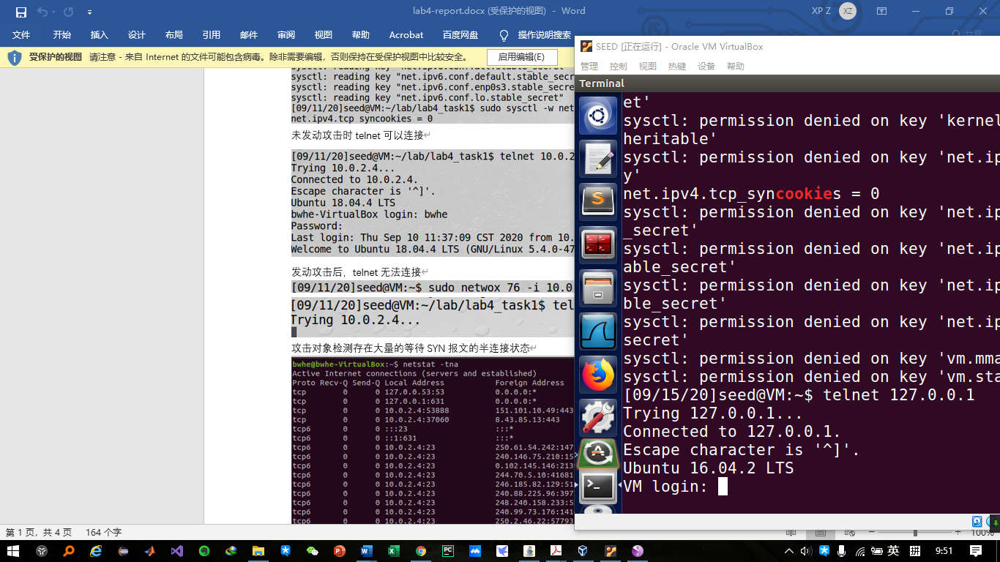 lab4-report.docx (受保护的视图) - Word
XP Z
XZ
文件 开始 插入 设计 布局 引用 邮件 审阅 视图 帮助 Acrobat 百度网盘 操作说明搜索 共享
受保护的视图 请注意 - 来自 Internet 的文件可能包含病毒。除非需要编辑，否则保持在受保护视图中比较安全。 启用编辑(E)
sysctl: reading key "net.ipv6.conf.default.stable_secr
sysctl: reading key "net.ipv6.conf.enp0s3.stable_secre
sysctl: reading key "net.ipv6.conf.lo.stable_secret"
[09/11/20]seed@VM:~/lab/lab4_task1$ sudo sysctl -w net
net.ipv4.tcp syncookies = 0
未发动攻击时 telnet 可以连接
[09/11/20]seed@VM:~/lab/lab4_task1$ telnet 10.0.2
Trying 10.0.2.4...
Connected to 10.0.2.4.
Escape character is '^]'.
Ubuntu 18.04.4 LTS
bwhe-VirtualBox login: bwhe
Password:
Last login: Thu Sep 10 11:37:09 CST 2020 from 10.
Welcome to Ubuntu 18.04.4 LTS (GNU/Linux 5.4.0-47
发动攻击后，telnet 无法连接
[09/11/20]seed@VM:~$ sudo netwox 76 -i 10.0
[09/11/20]seed@VM:~/lab/lab4_task1$ tel
Trying 10.0.2.4...
攻击对象检测存在大量的等待 SYN 报文的半连接状态
bwhe@bwhe-VirtualBox:~$ netstat -tna
Active Internet connections (servers and established)
Proto Recv-Q Send-Q Local Address Foreign Address
tcp 0 0 127.0.0.53:53 0.0.0.0:*
tcp 0 0 127.0.0.1:631 0.0.0.0:*
tcp 0 0 10.0.2.4:53888 151.101.10.49:443
tcp 0 0 10.0.2.4:37060 8.43.85.13:443
tcp6 0 0 :::23 :::*
tcp6 0 0 ::1:631 :::*
tcp6 0 0 10.0.2.4:23 250.61.54.242:147
tcp6 0 0 10.0.2.4:23 240.146.75.210:15
tcp6 0 0 10.0.2.4:23 0.102.145.146:213
tcp6 0 0 10.0.2.4:23 244.70.5.10:41681
tcp6 0 0 10.0.2.4:23 246.185.82.129:51
tcp6 0 0 10.0.2.4:23 240.88.225.96:397
tcp6 0 0 10.0.2.4:23 248.240.158.233:5
tcp6 0 0 10.0.2.4:23 240.99.73.176:141
tcp6 0 0 10.0.2.4:23 250.2.46.22:57793
SEED [正在运行] - Oracle VM VirtualBox
管理 控制 视图 热键 设备 帮助
Terminal
et'
sysctl: permission denied on key 'kernel
heritable'
sysctl: permission denied on key 'net.ip
y'
net.ipv4.tcp_syncookies = 0
sysctl: permission denied on key 'net.ip
_secret'
sysctl: permission denied on key 'net.ip
able_secret'
sysctl: permission denied on key 'net.ip
ble_secret'
sysctl: permission denied on key 'net.ip
secret'
sysctl: permission denied on key 'vm.mma
sysctl: permission denied on key 'vm.sta
[09/15/20]seed@VM:~$ telnet 127.0.0.1
Trying 127.0.0.1...
Connected to 127.0.0.1.
Escape character is '^]'.
Ubuntu 16.04.2 LTS
VM login:
第 1 页，共 4 页 164 个字
100%
英 拼 9:51